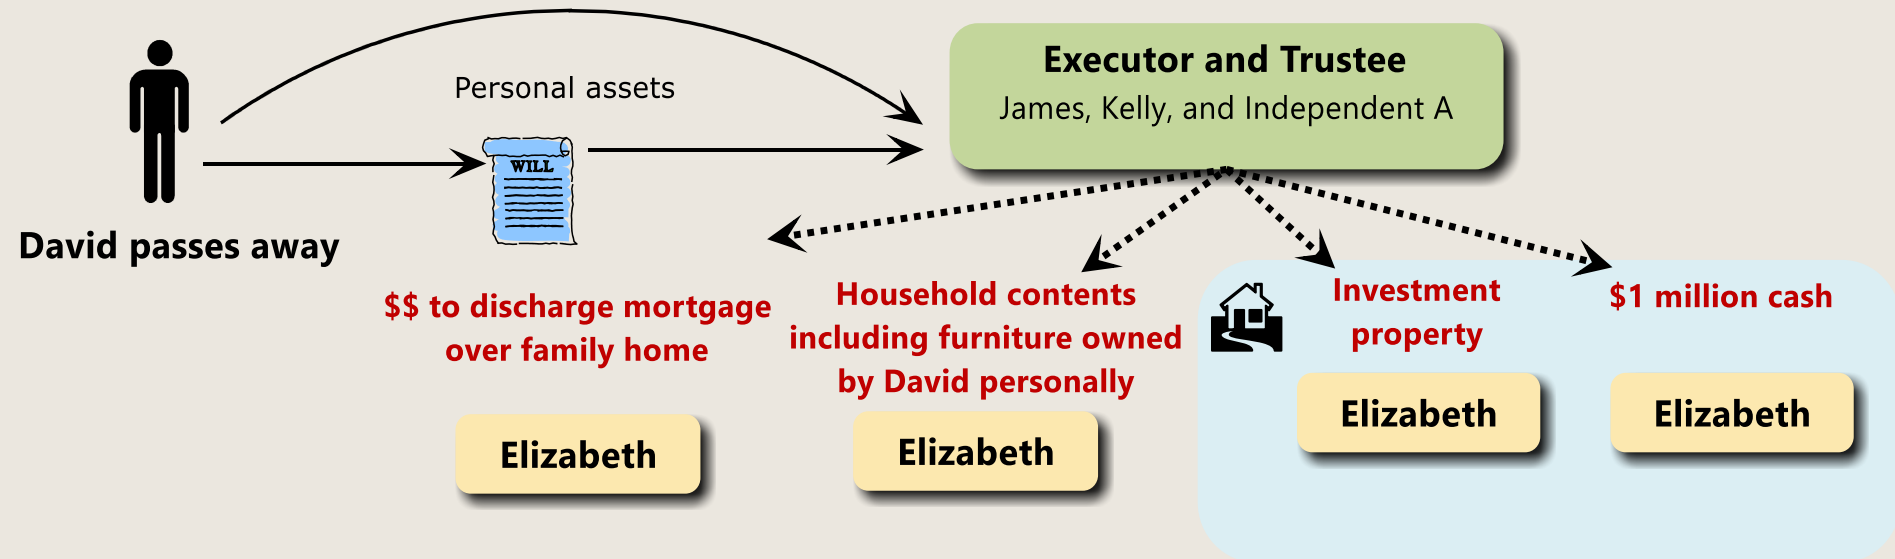 Personal assets
Executor and Trustee
James, Kelly, and Independent A
WILL
David passes away
$$ to discharge mortgage
over family home
Elizabeth
Household contents
including furniture owned
by David personally
Elizabeth
Investment
property
Elizabeth
$1 million cash
Elizabeth